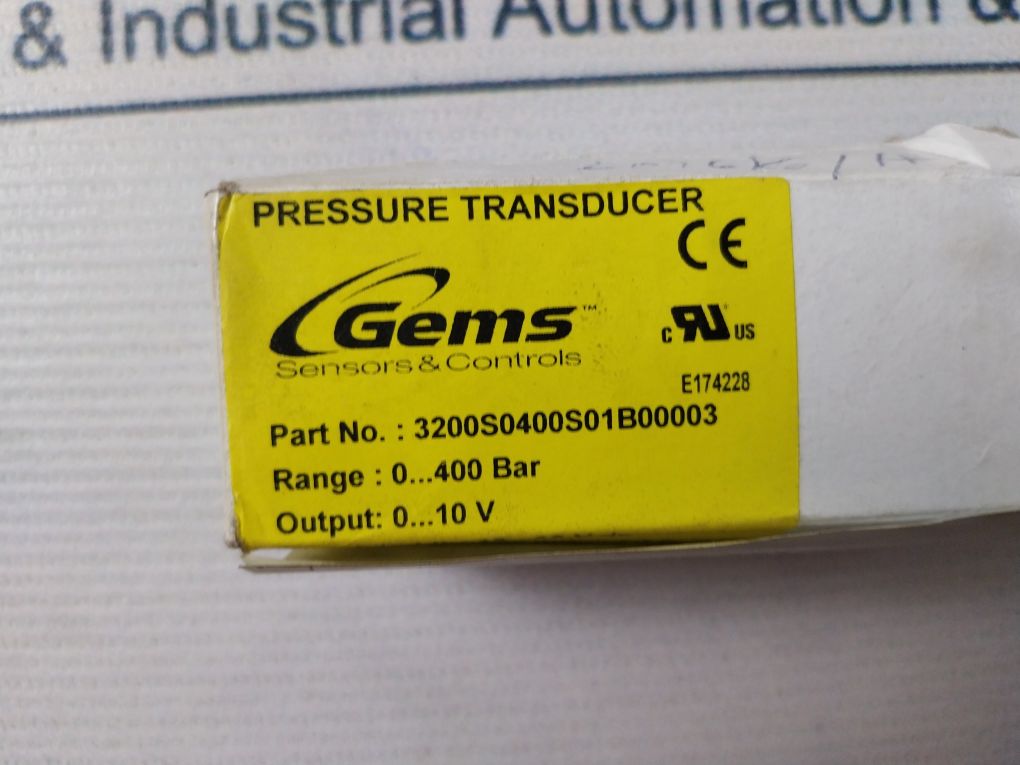 & Industrial Automation &
PRESSURE TRANSDUCER
CE
Gems™
Sensors & Controls
c RU US
E174228
Part No. : 3200S0400S01B00003
Range : 0...400 Bar
Output: 0...10 V